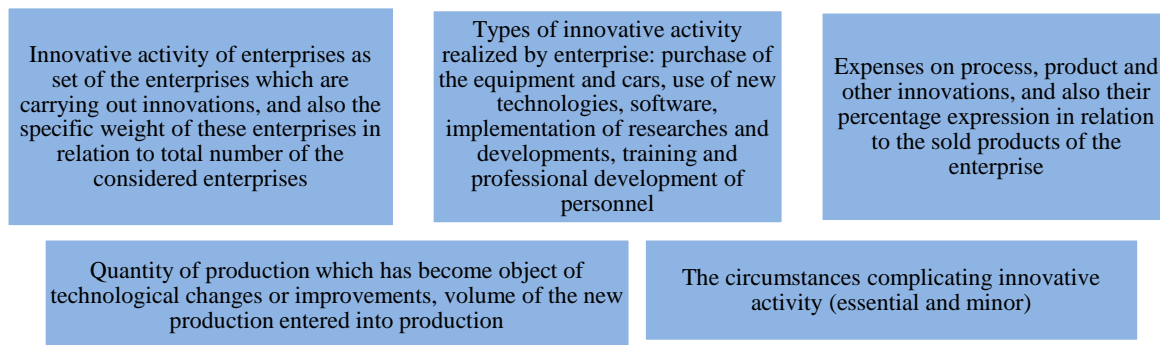 Innovative activity of enterprises as
set of the enterprises which are
carrying out innovations, and also the
specific weight of these enterprises in
relation to total number of the
considered enterprises
Types of innovative activity
realized by enterprise: purchase of
the equipment and cars, use of new
technologies, software,
implementation of researches and
developments, training and
professional development of
personnel
Expenses on process, product and
other innovations, and also their
percentage expression in relation
to the sold products of the
enterprise
Quantity of production which has become object of
technological changes or improvements, volume of the new
production entered into production
The circumstances complicating innovative
activity (essential and minor)